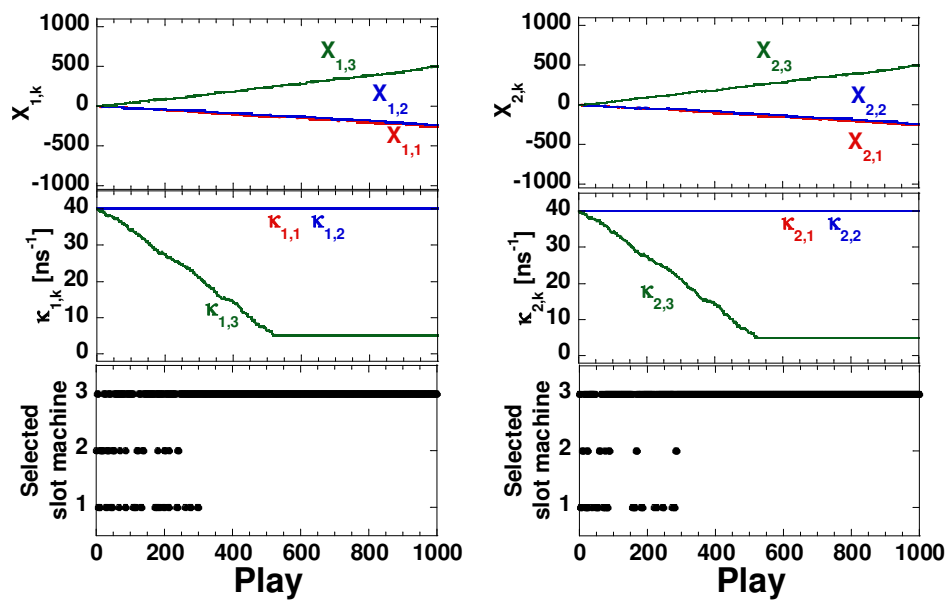 1000
500
0
-500
-1000
X1,k
X1,3
X1,2
X1,1
40
30
20
10
0
κ1,k [ns-1]
κ1,1 κ1,2
κ1,3
3
2
1
Selected
slot machine
0 200 400 600 800 1000
Play
1000
500
0
-500
-1000
X2,k
X2,3
X2,2
X2,1
40
30
20
10
0
κ2,k [ns-1]
κ2,1 κ2,2
κ2,3
3
2
1
Selected
slot machine
0 200 400 600 800 1000
Play